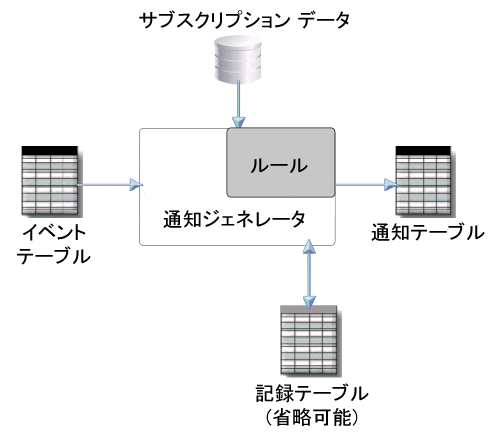 サブスクリプション データ
ルール
通知ジェネレータ
イベント
テーブル
通知テーブル
記録テーブル
(省略可能)